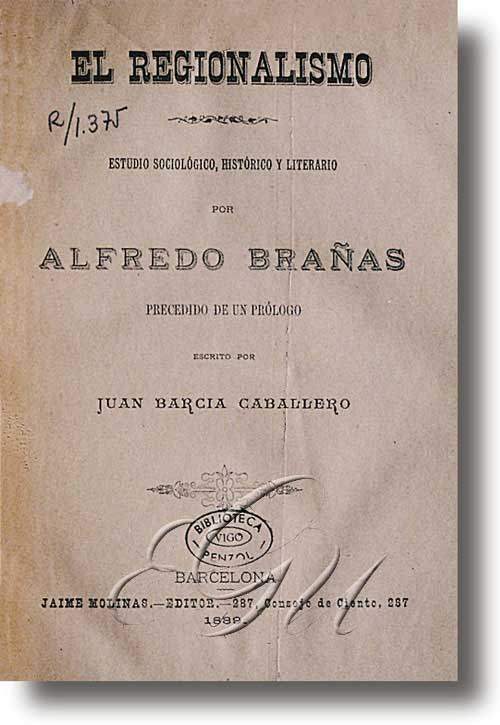 EL REGIONALISMO
R/1.375
ESTUDIO SOCIOLÓGICO, HISTÓRICO Y LITERARIO
POR
ALFREDO BRAÑAS
PRECEDIDO DE UN PRÓLOGO
ESCRITO POR
JUAN BARCIA CABALLERO
BIBLIOTECA
VIGO
PENZOL
BARCELONA
JAIME MOLINAS.—EDITOR.—287, Consejo de Ciento, 287
1889.